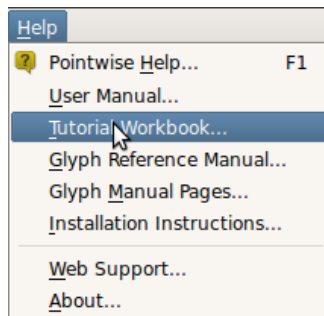 Help
Pointwise Help... F1
User Manual...
Tutorial Workbook...
Glyph Reference Manual...
Glyph Manual Pages...
Installation Instructions...
Web Support...
About...